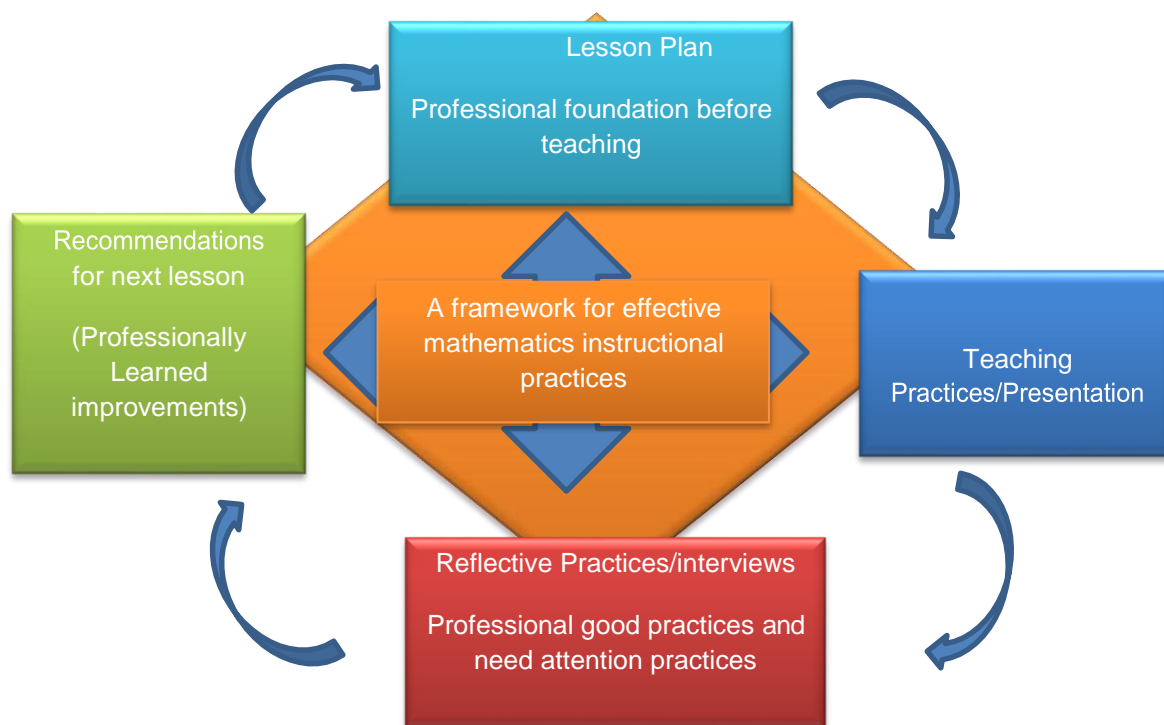 Lesson Plan
Professional foundation before
teaching
Recommendations
for next lesson
(Professionally
Learned
improvements)
A framework for effective
mathematics instructional
practices
Teaching
Practices/Presentation
Reflective Practices/interviews
Professional good practices and
need attention practices